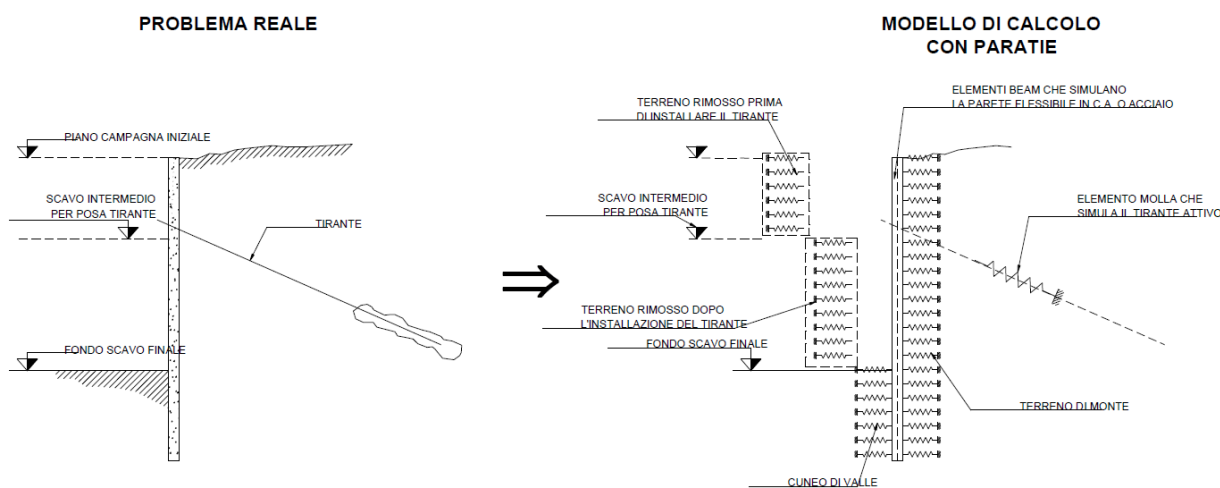 PROBLEMA REALE
PIANO CAMPAGNA INIZIALE
SCAVO INTERMEDIO
PER POSA TIRANTE
TIRANTE
FONDO SCAVO FINALE
MODELLO DI CALCOLO
CON PARATIE
TERRENO RIMOSSO PRIMA
DI INSTALLARE IL TIRANTE
ELEMENTI BEAM CHE SIMULANO
LA PARETE FLESSIBILE IN C.A. O ACCIAIO
SCAVO INTERMEDIO
PER POSA TIRANTE
ELEMENTO MOLLA CHE
SIMULA IL TIRANTE ATTIVO
TERRENO RIMOSSO DOPO
L'INSTALLAZIONE DEL TIRANTE
FONDO SCAVO FINALE
TERRENO DI MONTE
CUNEO DI VALLE